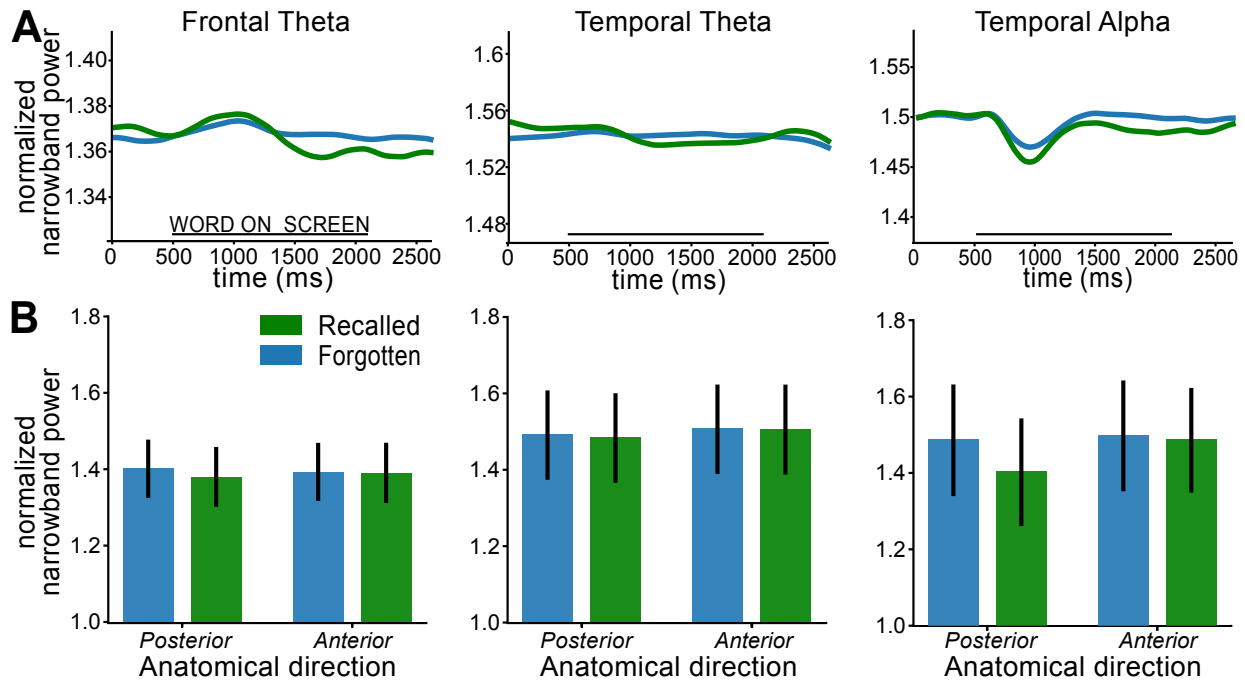 A
Frontal Theta
Temporal Theta
Temporal Alpha
normalized
narrowband power
1.40
1.38
1.36
1.34
WORD ON SCREEN
0 500 1000 1500 2000 2500
time (ms)
1.6
1.56
1.52
1.48
0 500 1000 1500 2000 2500
time (ms)
1.55
1.5
1.45
1.4
0 500 1000 1500 2000 2500
time (ms)
B
normalized
narrowband power
1.8
1.6
1.4
1.2
1.0
Recalled
Forgotten
Posterior Anterior
Anatomical direction
1.8
1.6
1.4
1.2
1.0
Posterior Anterior
Anatomical direction
1.8
1.6
1.4
1.2
1.0
Posterior Anterior
Anatomical direction